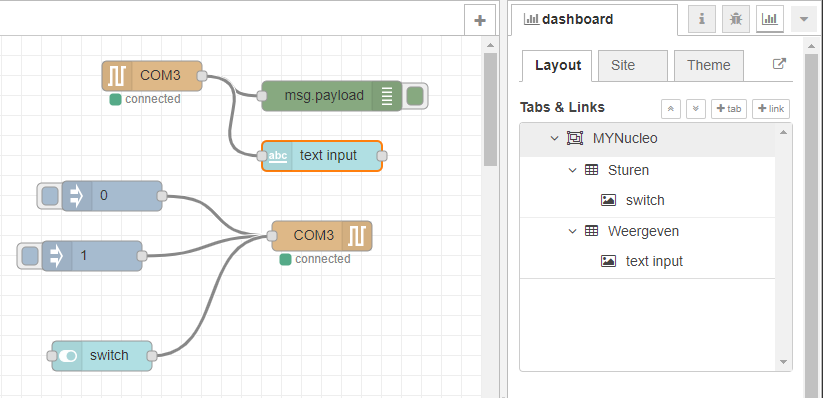 COM3
connected
msg.payload
abc
text input
0
COM3
connected
1
switch
dashboard
i
Layout
Site
Theme
Tabs & Links
tab
link
MYNucleo
Sturen
switch
Weergeven
text input